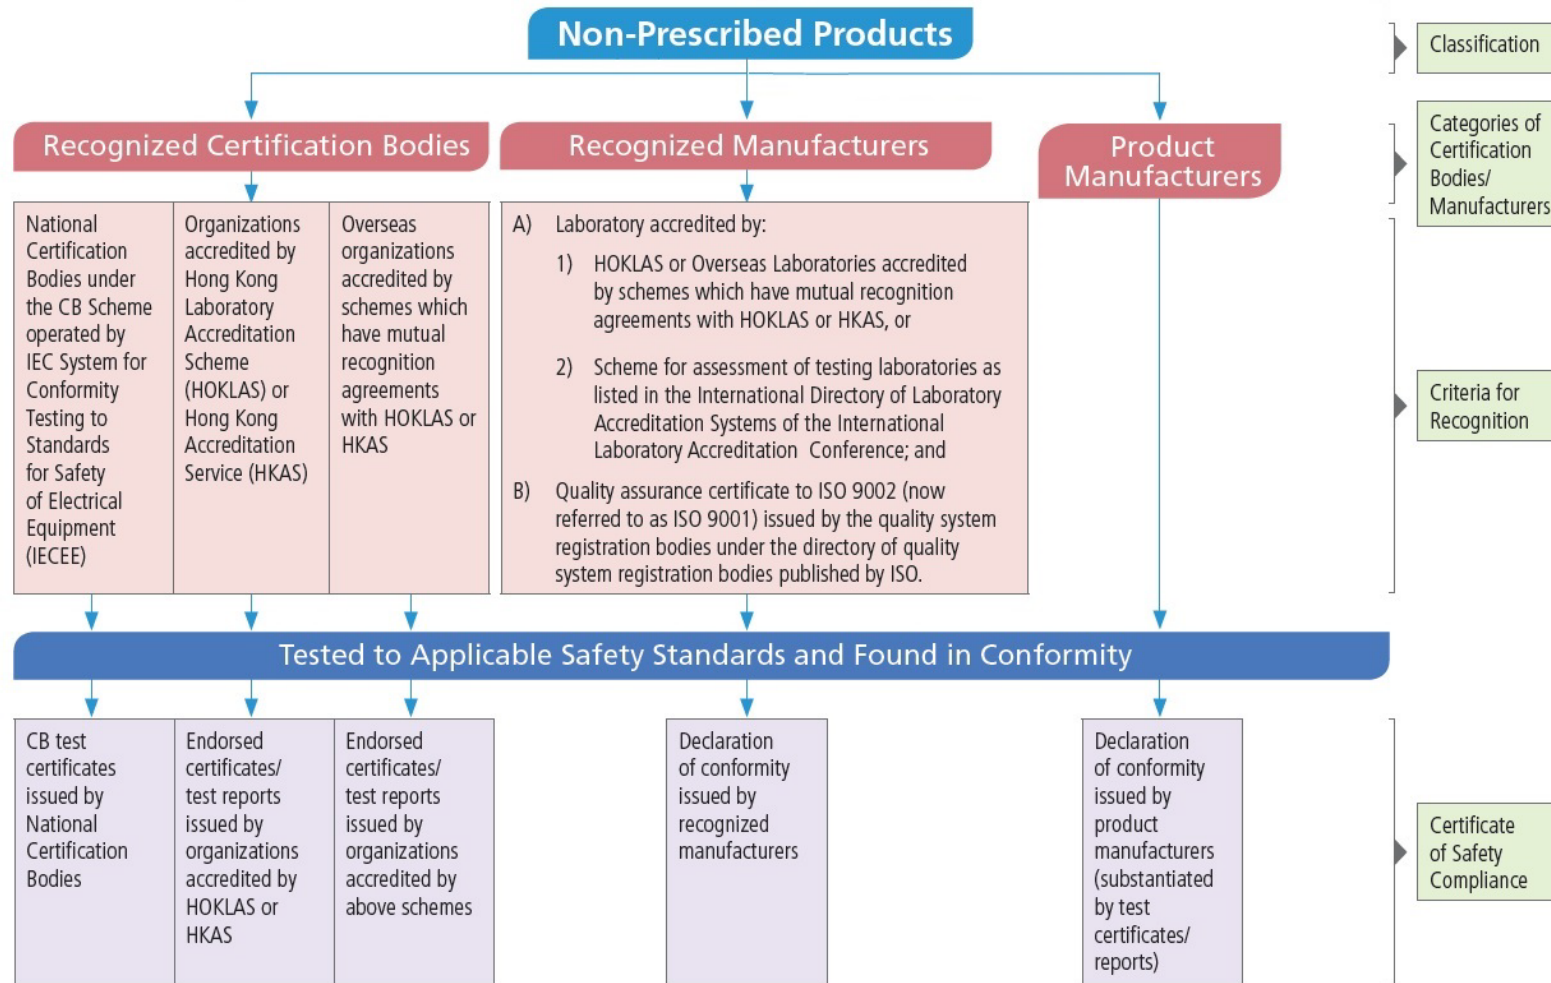 Non-Prescribed Products
Classification
Recognized Certification Bodies
Recognized Manufacturers
Product
Manufacturers
Categories of
Certification
Bodies/
Manufacturers
National
Certification
Bodies under
the CB Scheme
operated by
IEC System for
Conformity
Testing to
Standards
for Safety
of Electrical
Equipment
(IECEE)
Organizations
accredited by
Hong Kong
Laboratory
Accreditation
Scheme
(HOKLAS) or
Hong Kong
Accreditation
Service (HKAS)
Overseas
organizations
accredited by
schemes which
have mutual
recognition
agreements
with HOKLAS or
HKAS
A) Laboratory accredited by:
1) HOKLAS or Overseas Laboratories accredited
by schemes which have mutual recognition
agreements with HOKLAS or HKAS, or
2) Scheme for assessment of testing laboratories as
listed in the International Directory of Laboratory
Accreditation Systems of the International
Laboratory Accreditation Conference; and
B) Quality assurance certificate to ISO 9002 (now
referred to as ISO 9001) issued by the quality system
registration bodies under the directory of quality
system registration bodies published by ISO.
Criteria for
Recognition
Tested to Applicable Safety Standards and Found in Conformity
CB test
certificates
issued by
National
Certification
Bodies
Endorsed
certificates/
test reports
issued by
organizations
accredited by
HOKLAS or
HKAS
Endorsed
certificates/
test reports
issued by
organizations
accredited by
above schemes
Declaration
of conformity
issued by
recognized
manufacturers
Declaration
of conformity
issued by
product
manufacturers
(substantiated
by test
certificates/
reports)
Certificate
of Safety
Compliance